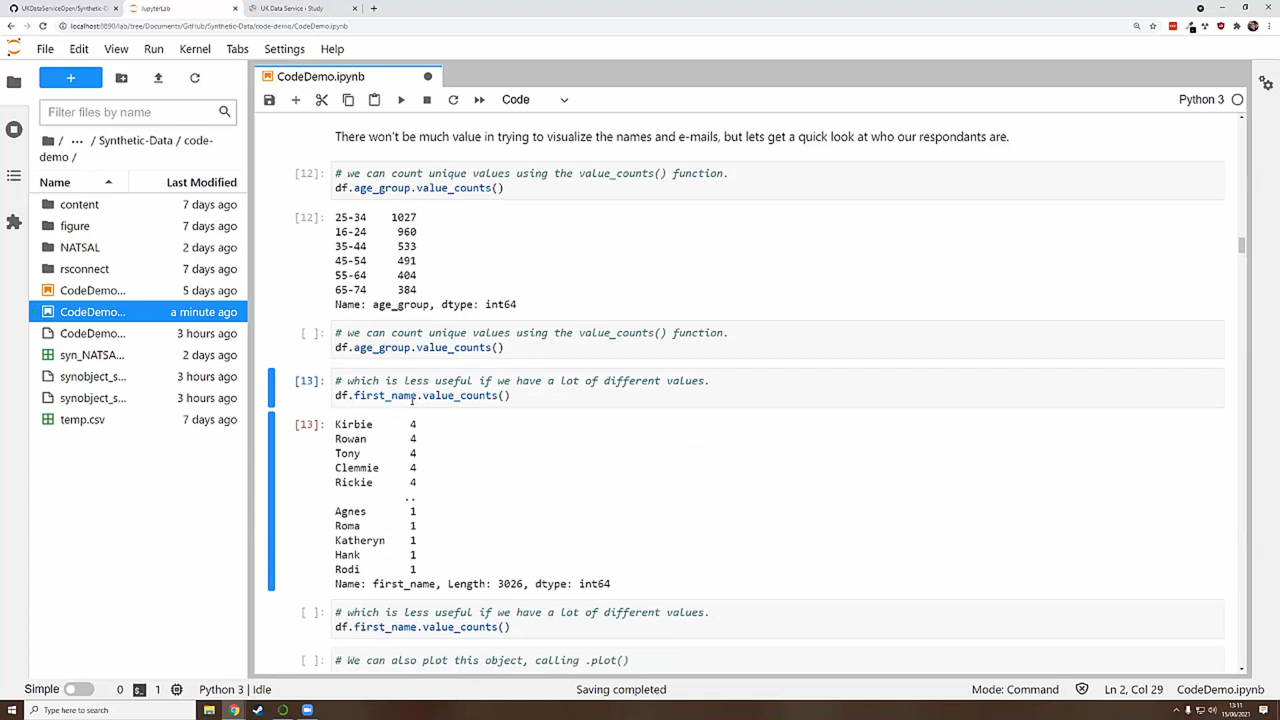 UKDataServiceOpen/Synthetic-D
JupyterLab
UK Data Service › Study
localhost:8890/lab/tree/Documents/GitHub/Synthetic-Data/code-demo/CodeDemo.ipynb
File Edit View Run Kernel Tabs Settings Help
+
Filter files by name
/ ... / Synthetic-Data / code-
demo /
Name Last Modified
content 7 days ago
figure 7 days ago
NATSAL 2 days ago
rsconnect 7 days ago
CodeDemo... 5 days ago
CodeDemo... a minute ago
CodeDemo... 3 hours ago
syn_NATSA... 2 days ago
synobject_s... 3 hours ago
synobject_s... 3 hours ago
temp.csv 7 days ago
CodeDemo.ipynb
Code
Python 3
There won't be much value in trying to visualize the names and e-mails, but lets get a quick look at who our respondants are.
[12]: # we can count unique values using the value_counts() function.
df.age_group.value_counts()
[12]: 25-34 1027
16-24 960
35-44 533
45-54 491
55-64 404
65-74 384
Name: age_group, dtype: int64
[ ]: # we can count unique values using the value_counts() function.
df.age_group.value_counts()
[13]: # which is less useful if we have a lot of different values.
df.first_name.value_counts()
[13]: Kirbie 4
Rowan 4
Tony 4
Clemmie 4
Rickie 4
..
Agnes 1
Roma 1
Katheryn 1
Hank 1
Rodi 1
Name: first_name, Length: 3026, dtype: int64
[ ]: # which is less useful if we have a lot of different values.
df.first_name.value_counts()
[ ]: # We can also plot this object, calling .plot()
Simple 0 1 Python 3 | Idle Saving completed Mode: Command Ln 2, Col 29 CodeDemo.ipynb
Type here to search
13:11
15/06/2021